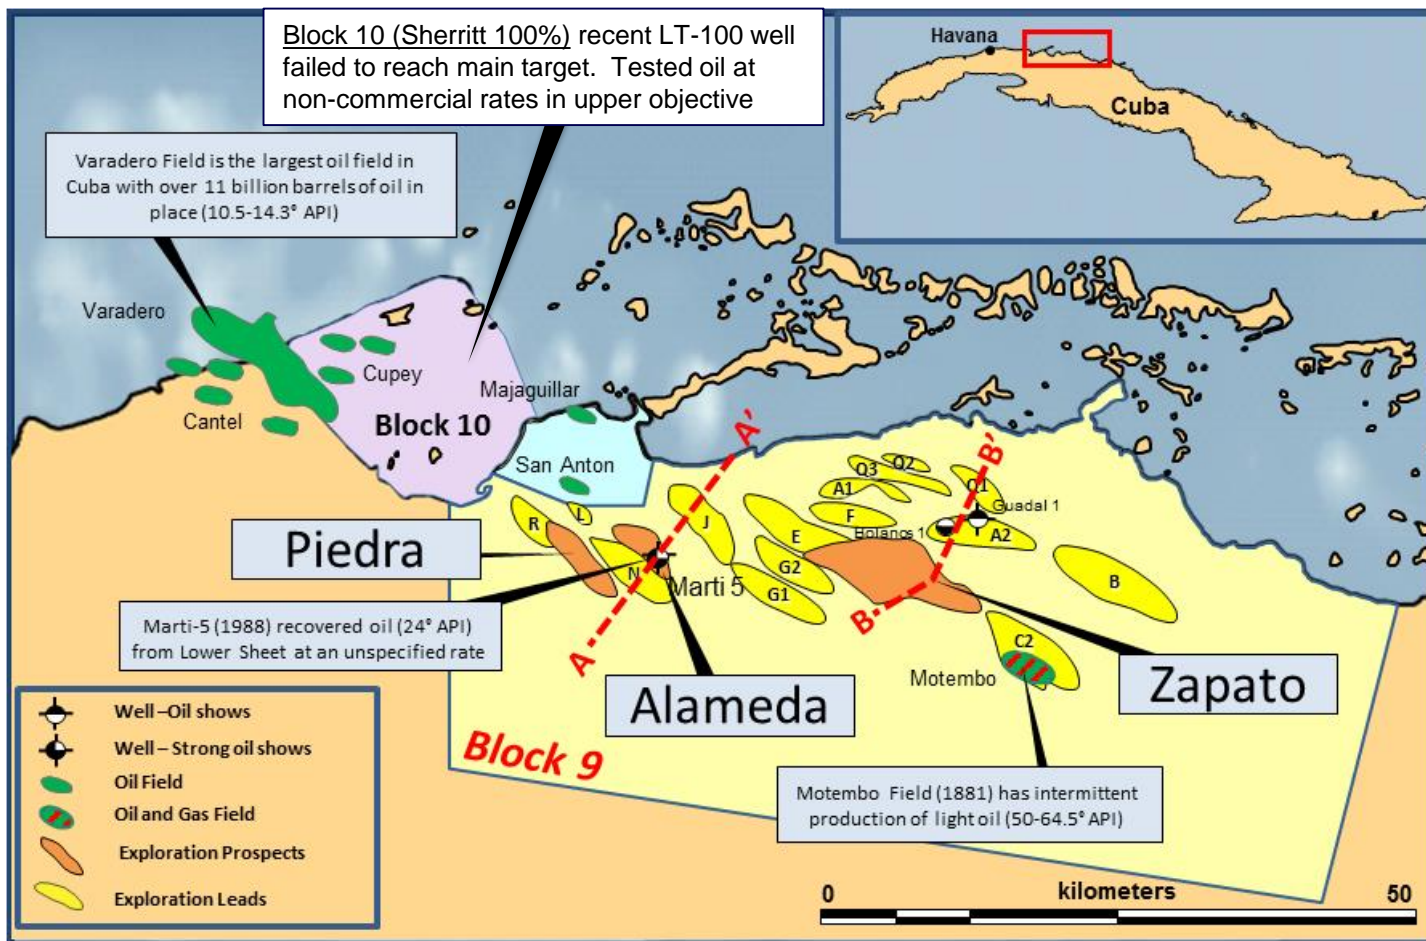 Block 10 (Sherritt 100%) recent LT-100 well
failed to reach main target.  Tested oil at
non-commercial rates in upper objective
Havana
Cuba
Varadero Field is the largest oil field in
Cuba with over 11 billion barrels of oil in
place (10.5-14.3° API)
Varadero
Cupey
Cantel
Block 10
Majaguillar
San Anton
A'
B'
Q3
Q2
A1
Q1
Guadal 1
L
R
J
F
Bolanos 1
A2
E
Piedra
N
Marti 5
G2
G1
B
B
A
Marti-5 (1988) recovered oil (24° API)
from Lower Sheet at an unspecified rate
C2
Motembo
Alameda
Zapato
Block 9
Motembo Field (1881) has intermittent
production of light oil (50-64.5° API)
Well –Oil shows
Well – Strong oil shows
Oil Field
Oil and Gas Field
Exploration Prospects
Exploration Leads
0
kilometers
50